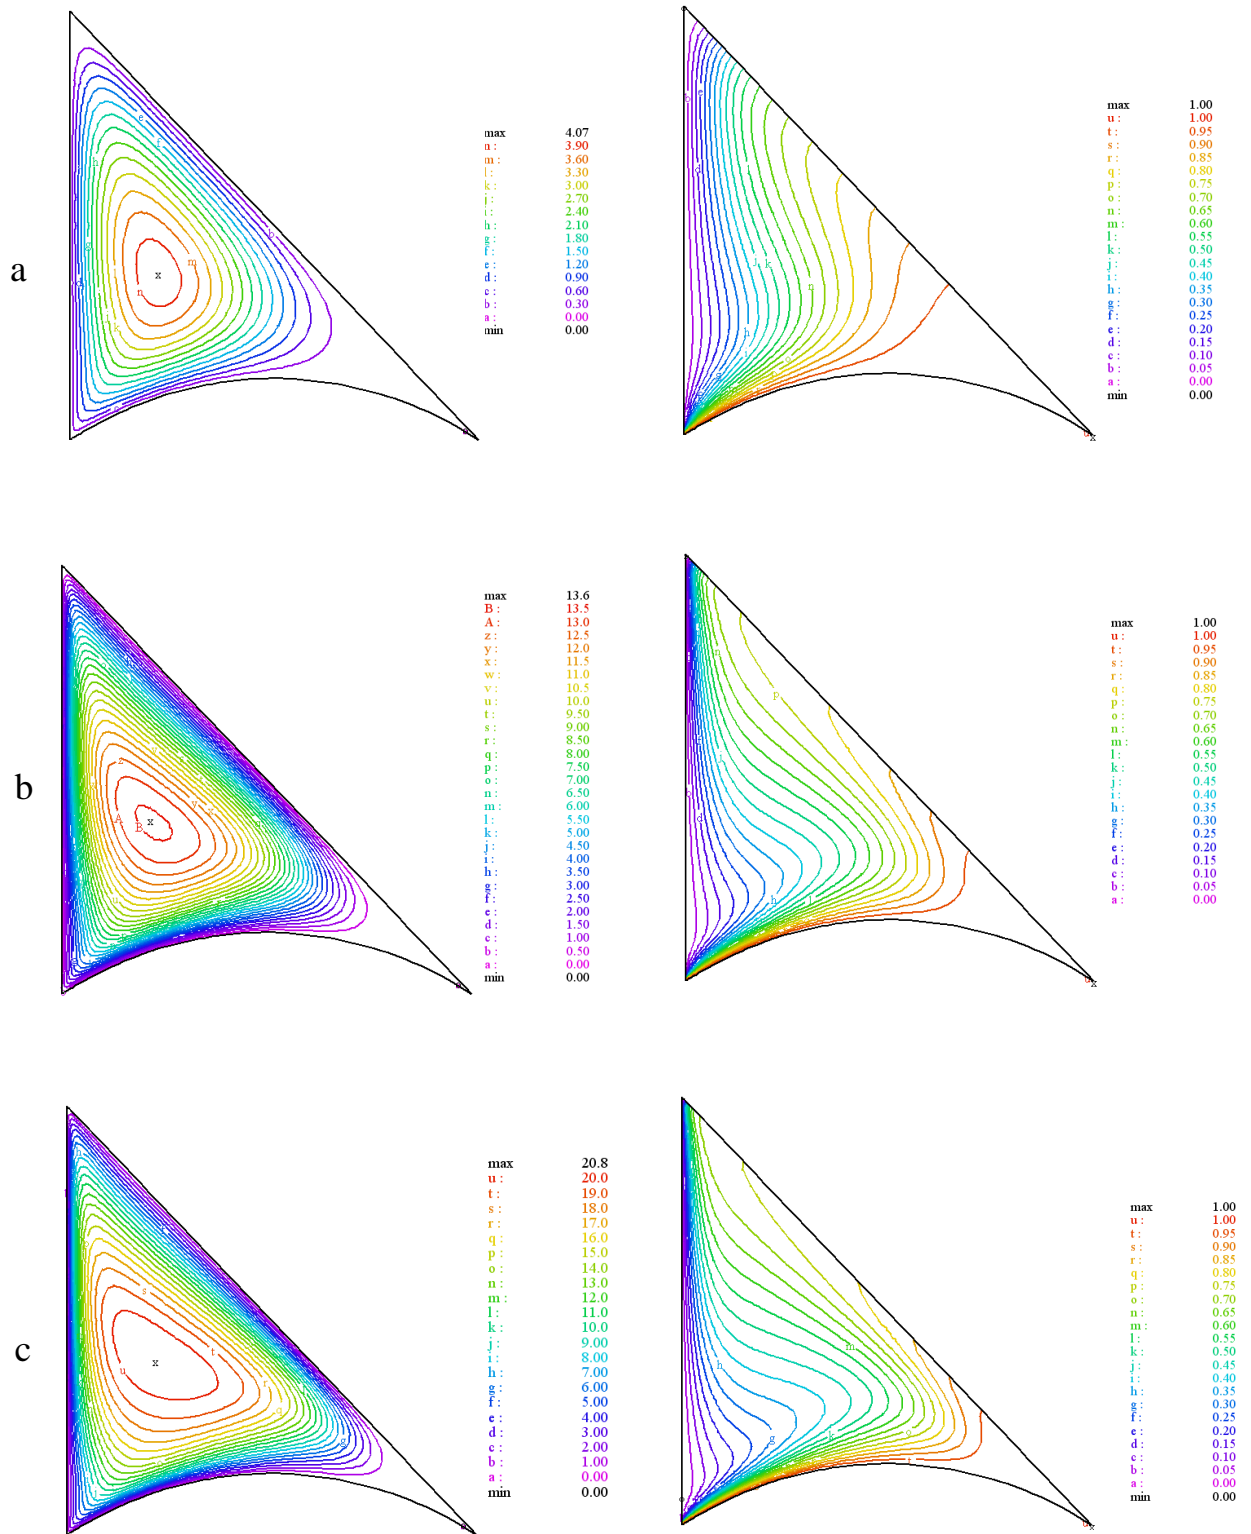 a
e
f
h
b
g
m
d
x
n
k
max 4.07
n : 3.90
m : 3.60
l : 3.30
k : 3.00
j : 2.70
i : 2.40
h : 2.10
g : 1.80
f : 1.50
e : 1.20
d : 0.90
c : 0.60
b : 0.30
a : 0.00
min 0.00
b
e
d
j
k
n
h
o
g
u
x
max 1.00
u : 1.00
t : 0.95
s : 0.90
r : 0.85
q : 0.80
p : 0.75
o : 0.70
n : 0.65
m : 0.60
l : 0.55
k : 0.50
j : 0.45
i : 0.40
h : 0.35
g : 0.30
f : 0.25
e : 0.20
d : 0.15
c : 0.10
b : 0.05
a : 0.00
min 0.00
b
z
y
A
B
x
u
max 13.6
B : 13.5
A : 13.0
z : 12.5
y : 12.0
x : 11.5
w : 11.0
v : 10.5
u : 10.0
t : 9.50
s : 9.00
r : 8.50
q : 8.00
p : 7.50
o : 7.00
n : 6.50
m : 6.00
l : 5.50
k : 5.00
j : 4.50
i : 4.00
h : 3.50
g : 3.00
f : 2.50
e : 2.00
d : 1.50
c : 1.00
b : 0.50
a : 0.00
min 0.00
n
p
d
h
u
x
max 1.00
u : 1.00
t : 0.95
s : 0.90
r : 0.85
q : 0.80
p : 0.75
o : 0.70
n : 0.65
m : 0.60
l : 0.55
k : 0.50
j : 0.45
i : 0.40
h : 0.35
g : 0.30
f : 0.25
e : 0.20
d : 0.15
c : 0.10
b : 0.05
a : 0.00
c
h
s
t
x
u
r
q
g
max 20.8
u : 20.0
t : 19.0
s : 18.0
r : 17.0
q : 16.0
p : 15.0
o : 14.0
n : 13.0
m : 12.0
l : 11.0
k : 10.0
j : 9.00
i : 8.00
h : 7.00
g : 6.00
f : 5.00
e : 4.00
d : 3.00
c : 2.00
b : 1.00
a : 0.00
min 0.00
m
h
g
k
o
u
x
max 1.00
u : 1.00
t : 0.95
s : 0.90
r : 0.85
q : 0.80
p : 0.75
o : 0.70
n : 0.65
m : 0.60
l : 0.55
k : 0.50
j : 0.45
i : 0.40
h : 0.35
g : 0.30
f : 0.25
e : 0.20
d : 0.15
c : 0.10
b : 0.05
a : 0.00
min 0.00